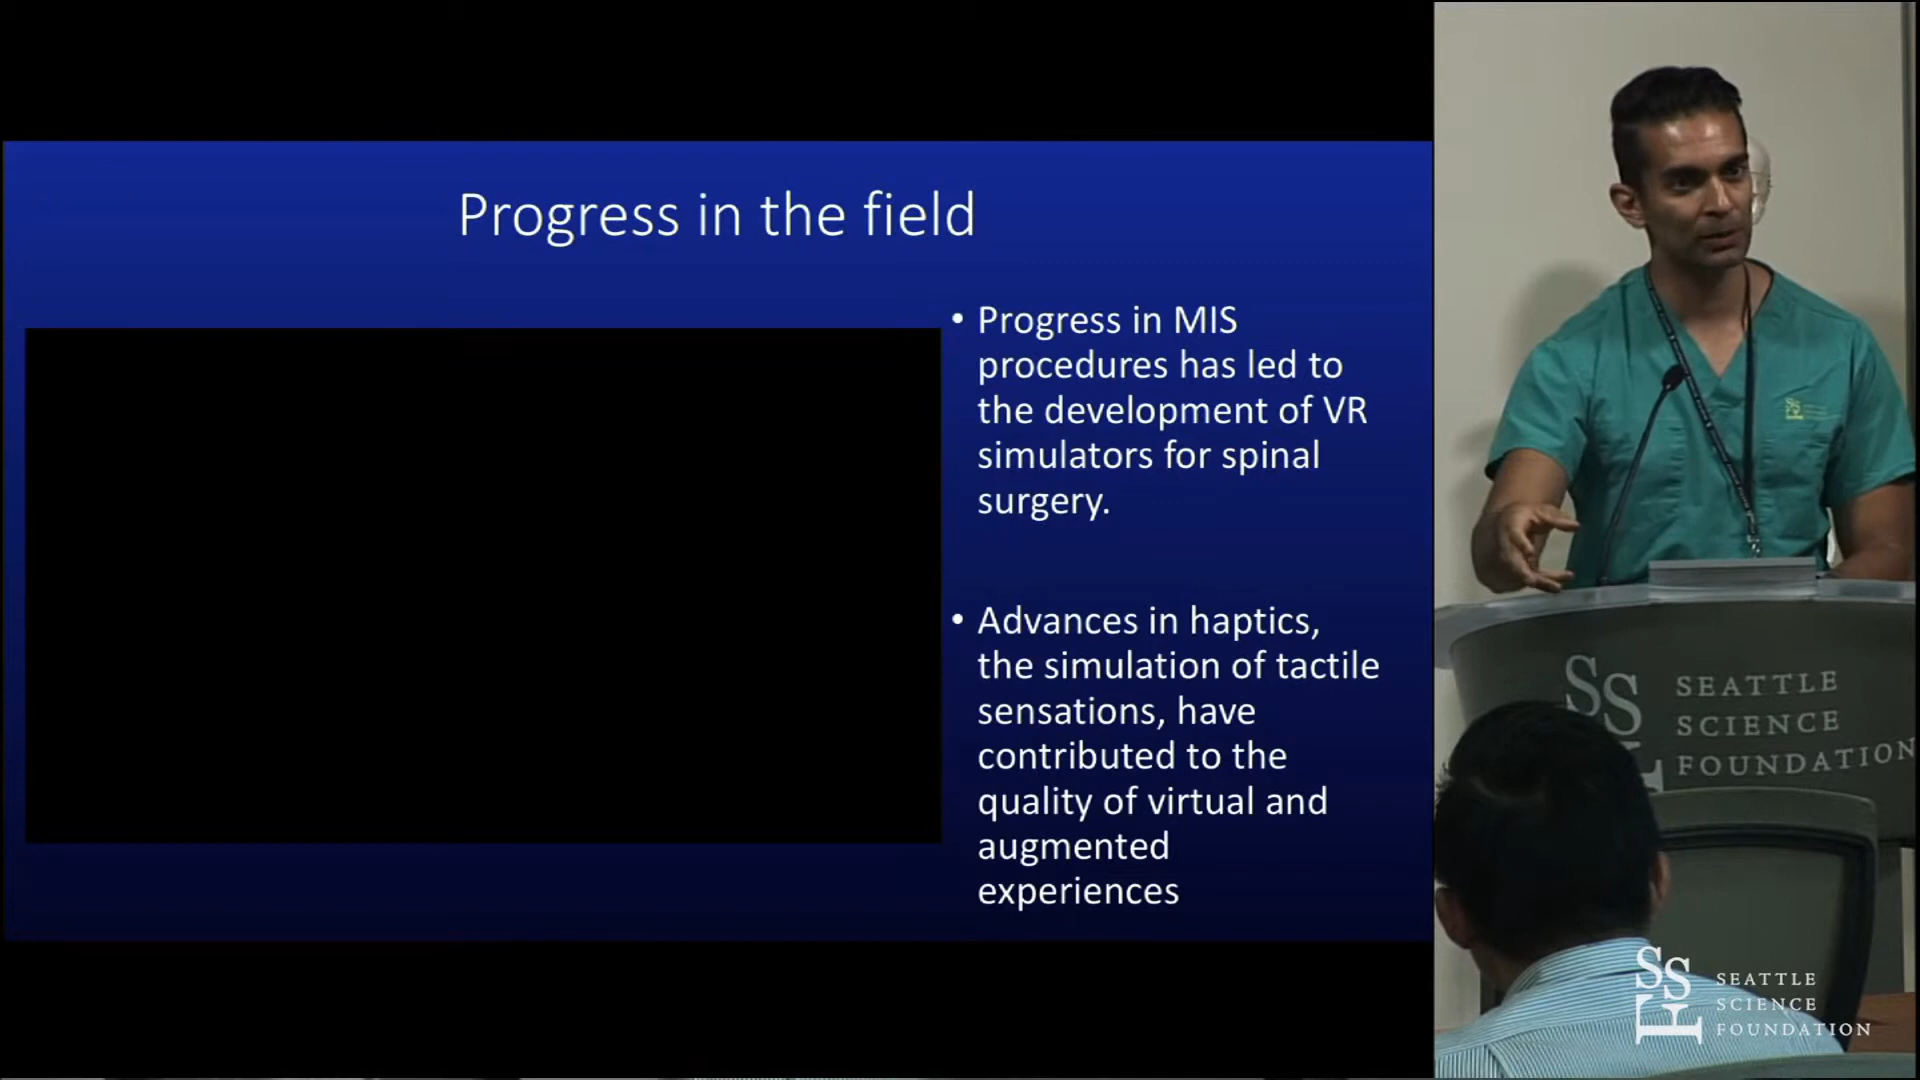 Progress in the field
• Progress in MIS
procedures has led to
the development of VR
simulators for spinal
surgery.
• Advances in haptics,
the simulation of tactile
sensations, have
contributed to the
quality of virtual and
augmented
experiences
SEATTLE
SCIENCE
FOUNDATION
SSF
SEATTLE
SCIENCE
FOUNDATION